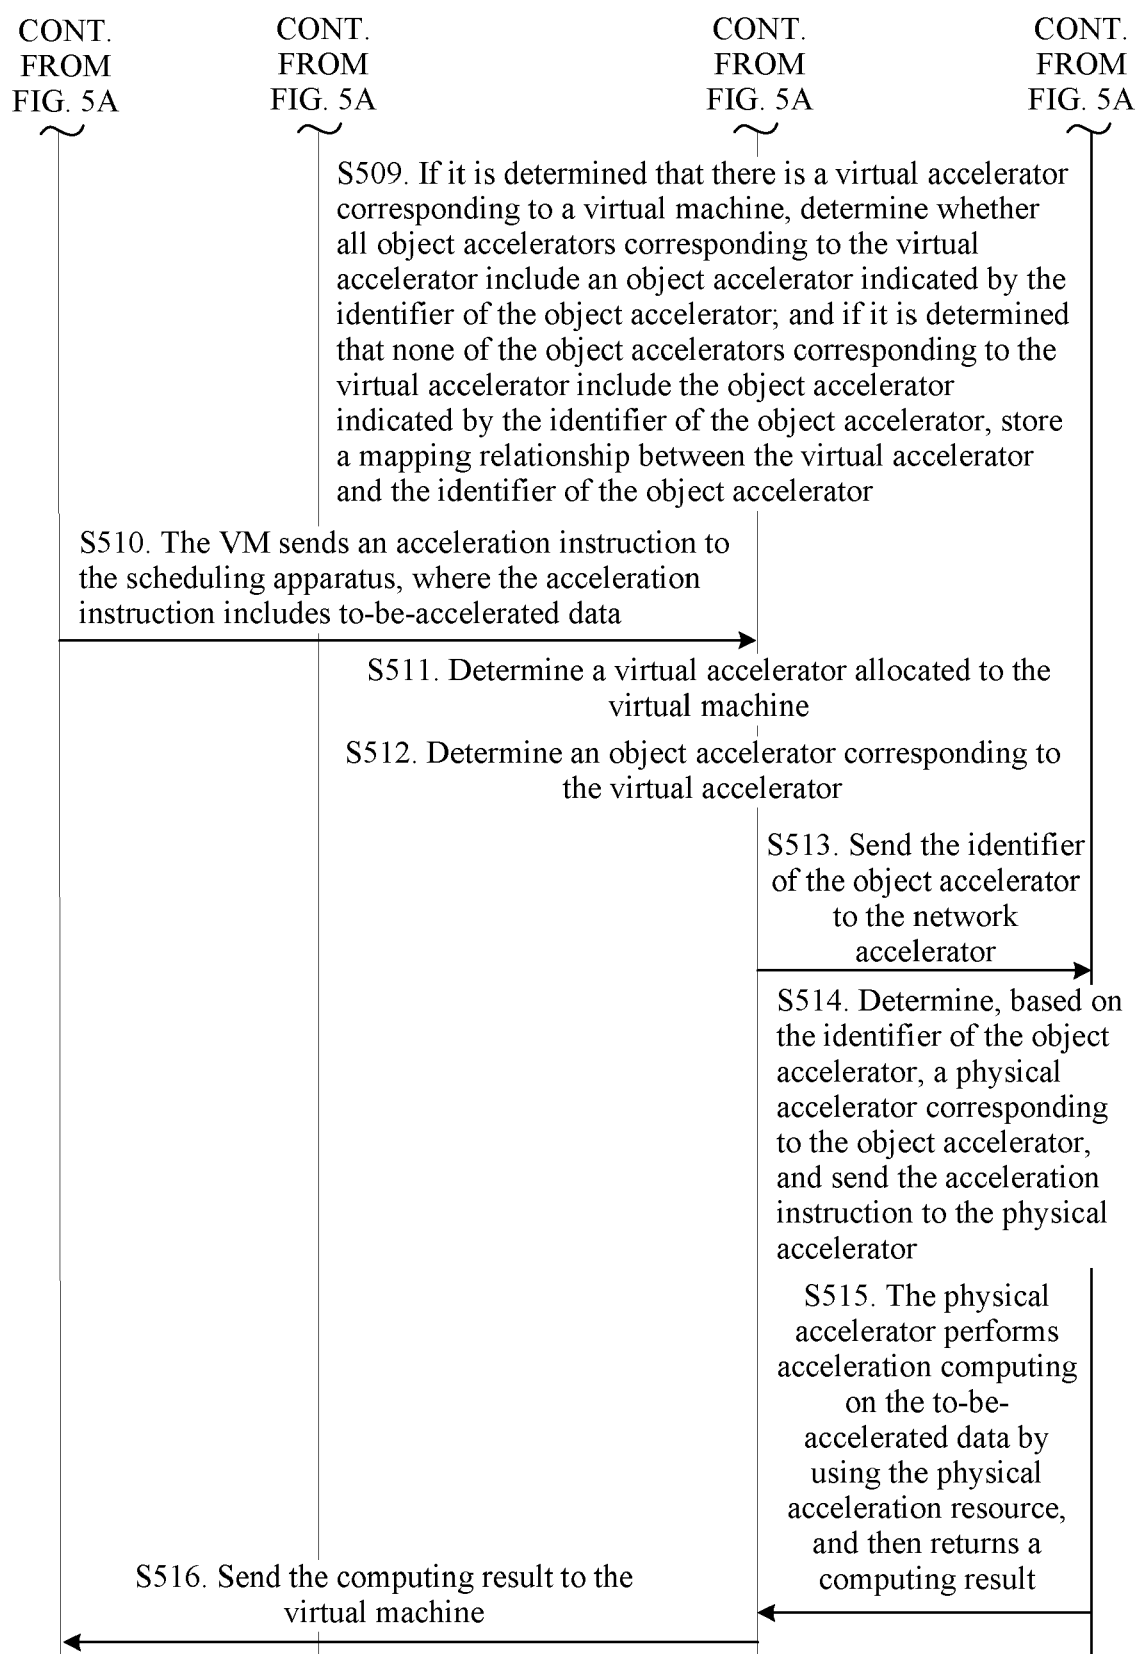 CONT.
FROM
FIG. 5A
CONT.
FROM
FIG. 5A
CONT.
FROM
FIG. 5A
CONT.
FROM
FIG. 5A
S509. If it is determined that there is a virtual accelerator
corresponding to a virtual machine, determine whether
all object accelerators corresponding to the virtual
accelerator include an object accelerator indicated by the
identifier of the object accelerator; and if it is determined
that none of the object accelerators corresponding to the
virtual accelerator include the object accelerator
indicated by the identifier of the object accelerator, store
a mapping relationship between the virtual accelerator
and the identifier of the object accelerator
S510. The VM sends an acceleration instruction to
the scheduling apparatus, where the acceleration
instruction includes to-be-accelerated data
S511. Determine a virtual accelerator allocated to the
virtual machine
S512. Determine an object accelerator corresponding to
the virtual accelerator
S513. Send the identifier
of the object accelerator
to the network
accelerator
S514. Determine, based on
the identifier of the object
accelerator, a physical
accelerator corresponding
to the object accelerator,
and send the acceleration
instruction to the physical
accelerator
S515. The physical
accelerator performs
acceleration computing
on the to-be-
accelerated data by
using the physical
acceleration resource,
and then returns a
computing result
S516. Send the computing result to the
virtual machine